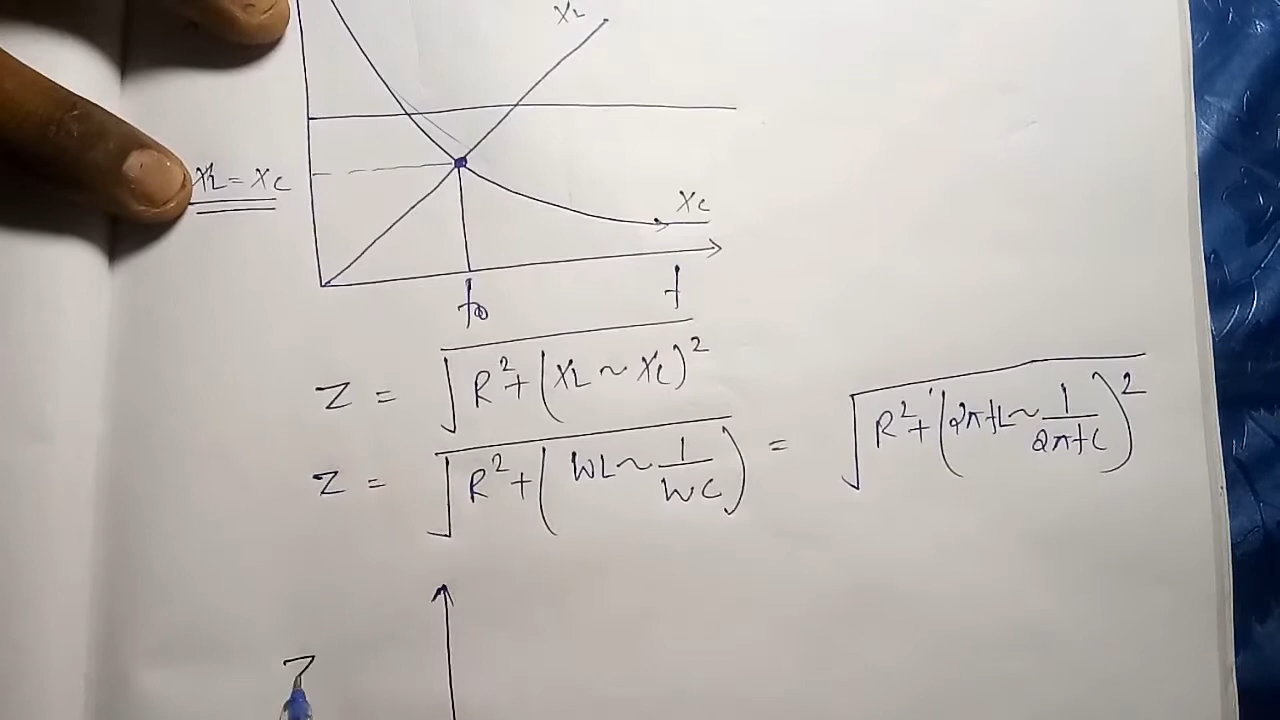 XL
XL = XC
XC
f0
f
Z = √R²+(XL ~ XC)²
Z = √R²+(WL ~ 1/WC) = √R²+(2πfL ~ 1/2πfC)²
Z